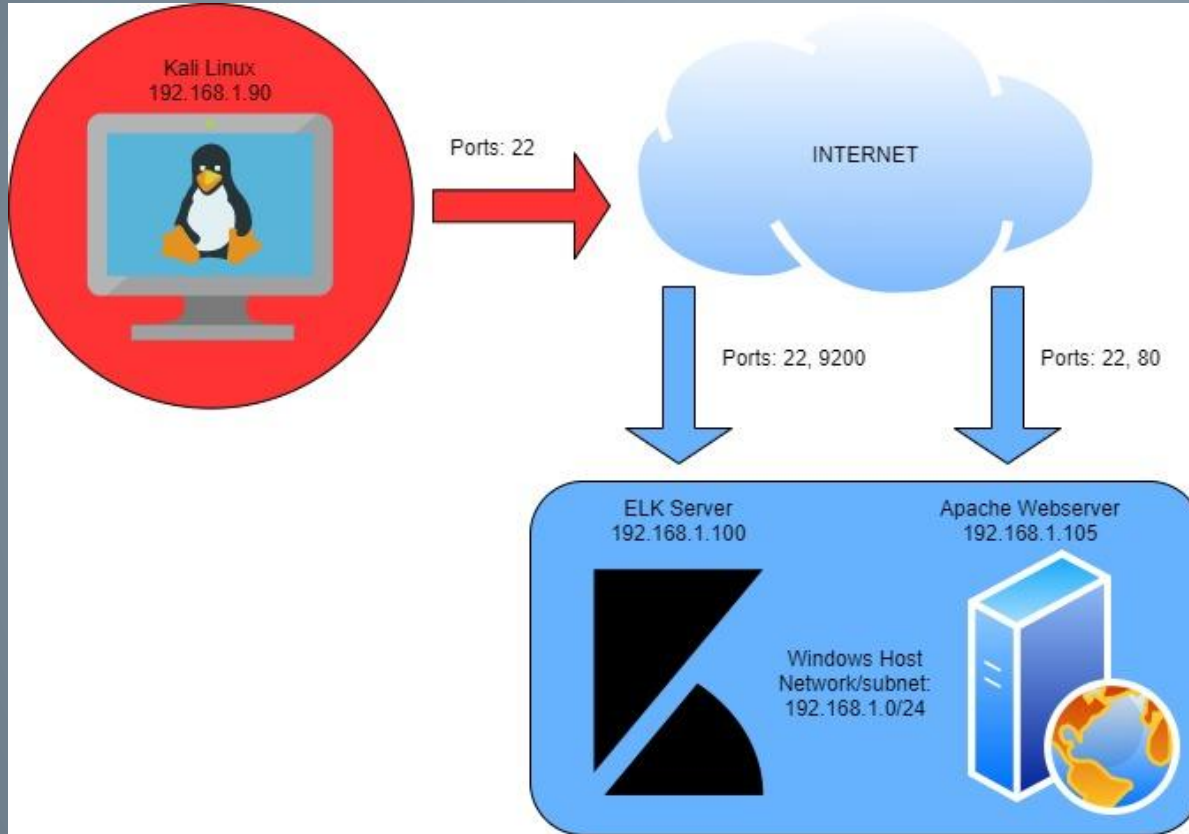 Kali Linux
192.168.1.90
Ports: 22
INTERNET
Ports: 22, 9200
Ports: 22, 80
ELK Server
192.168.1.100
Apache Webserver
192.168.1.105
Windows Host
Network/subnet:
192.168.1.0/24